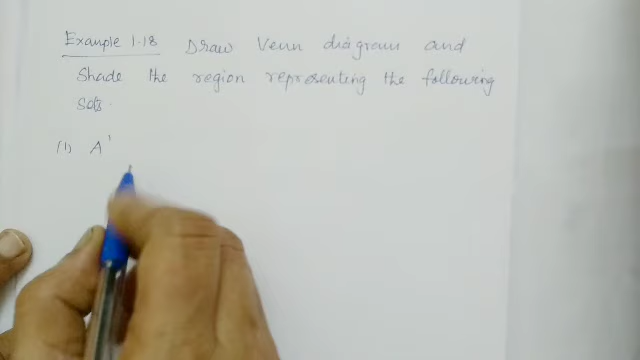 Example 1.18 Draw Venn diagram and
Shade the region representing the following
Sets.
(i) A'